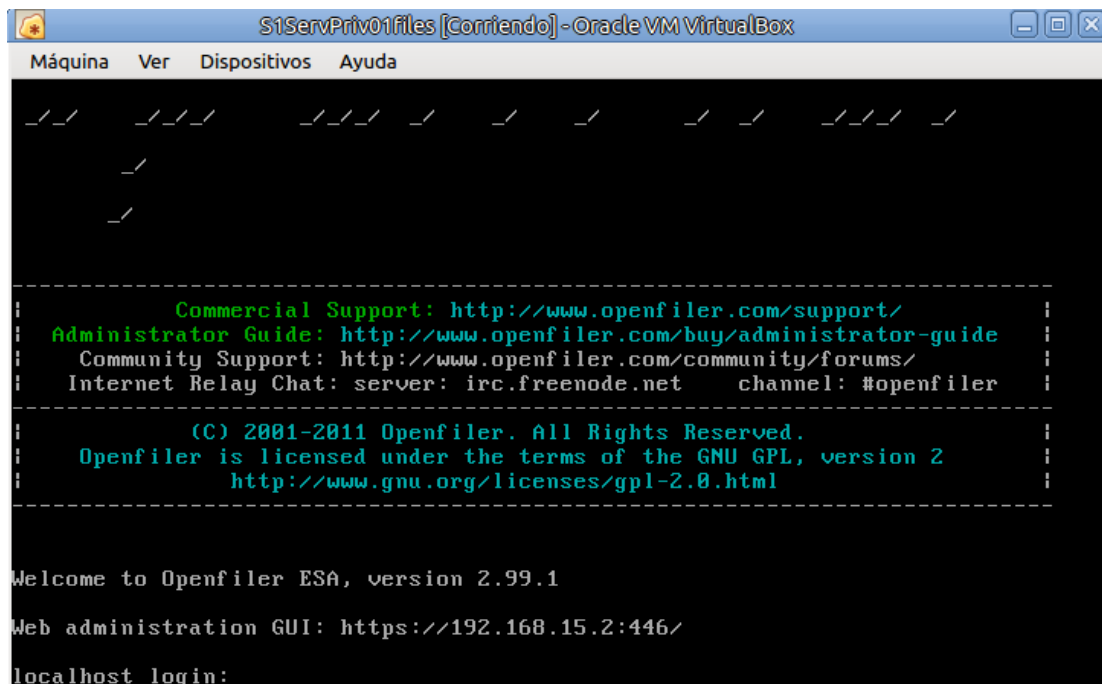 S1ServPriv01files [Corriendo] - Oracle VM VirtualBox
Máquina Ver Dispositivos Ayuda
_/_/ _/_/_/ _/_/_/ _/ _/ _/ _/ _/ _/_/_/ _/
_/
_/
--------------------------------------------------------------------------------
| Commercial Support: http://www.openfiler.com/support/ |
| Administrator Guide: http://www.openfiler.com/buy/administrator-guide |
| Community Support: http://www.openfiler.com/community/forums/ |
| Internet Relay Chat: server: irc.freenode.net channel: #openfiler |
--------------------------------------------------------------------------------
| (C) 2001-2011 Openfiler. All Rights Reserved. |
| Openfiler is licensed under the terms of the GNU GPL, version 2 |
| http://www.gnu.org/licenses/gpl-2.0.html |
--------------------------------------------------------------------------------
Welcome to Openfiler ESA, version 2.99.1
Web administration GUI: https://192.168.15.2:446/
localhost login: